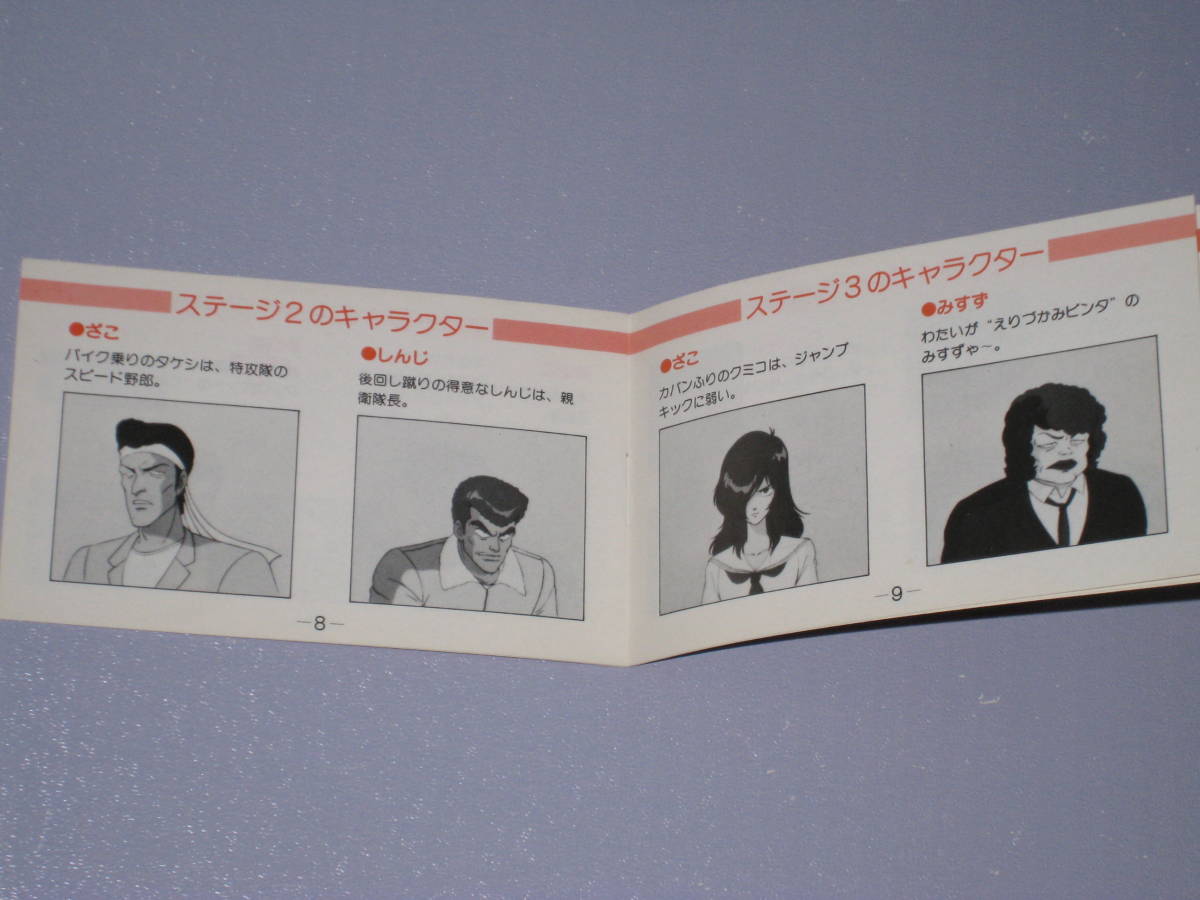 ステージ2のキャラクター
●ざこ
バイク乗りのタケシは、特攻隊の
スピード野郎。
●しんじ
後回し蹴りの得意なしんじは、親
衛隊長。
—8—
ステージ3のキャラクター
●ざこ
カバンふりのクミコは、ジャンプ
キックに弱い。
●みすず
わたいが“えりづかみビンタ”の
みすずゃ〜。
—9—